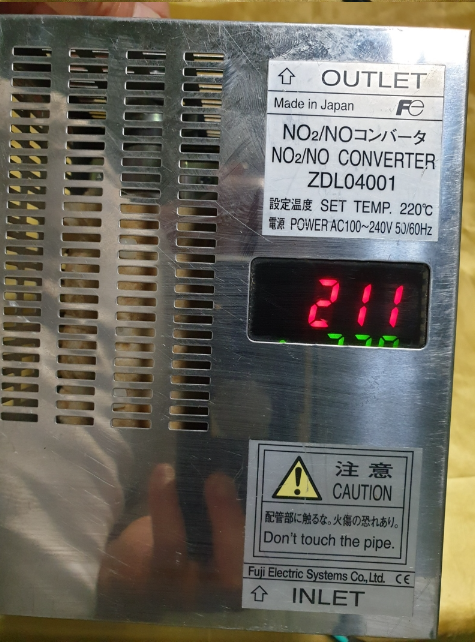 ⇧ OUTLET
Made in Japan Fe
NO₂/NOコンバータ
NO₂/NO CONVERTER
ZDL04001
設定温度 SET TEMP. 220℃
電源 POWER AC100~240V 50/60Hz
211
注意
CAUTION
配管部に触るな。火傷の恐れあり。
Don't touch the pipe.
Fuji Electric Systems Co., Ltd. CE
⇧ INLET